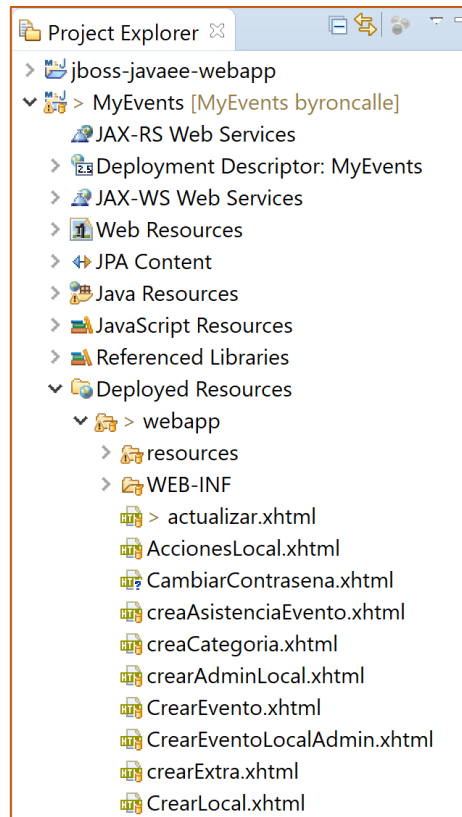 Project Explorer
jboss-javaee-webapp
> MyEvents [MyEvents byroncalle]
JAX-RS Web Services
Deployment Descriptor: MyEvents
JAX-WS Web Services
Web Resources
JPA Content
Java Resources
JavaScript Resources
Referenced Libraries
Deployed Resources
> webapp
resources
WEB-INF
> actualizar.xhtml
AccionesLocal.xhtml
CambiarContrasena.xhtml
creaAsistenciaEvento.xhtml
creaCategoria.xhtml
crearAdminLocal.xhtml
CrearEvento.xhtml
CrearEventoLocalAdmin.xhtml
crearExtra.xhtml
CrearLocal.xhtml